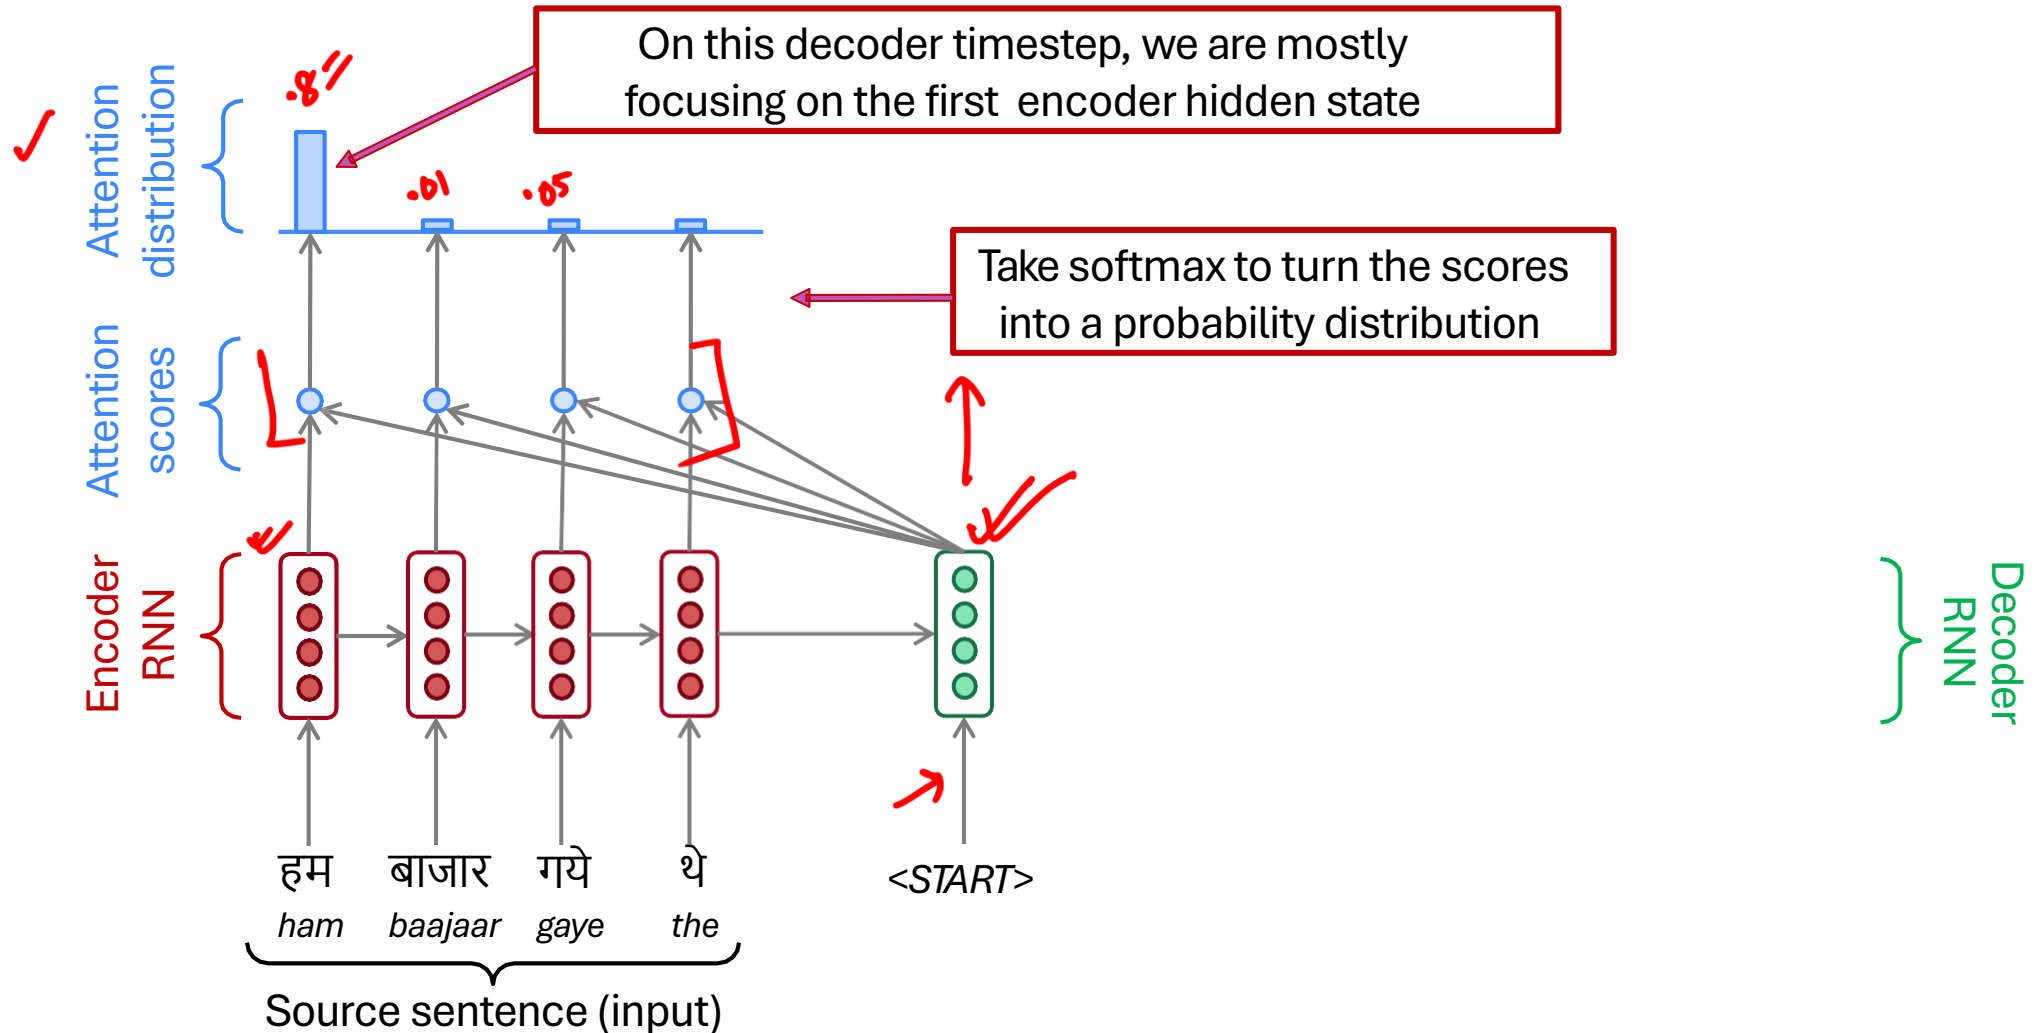 On this decoder timestep, we are mostly
focusing on the first encoder hidden state
.8
.01
.05
Attention
distribution
Take softmax to turn the scores
into a probability distribution
Attention
scores
Encoder
RNN
Decoder
RNN
हम बाजार गये थे <START>
ham baajaar gaye the
Source sentence (input)